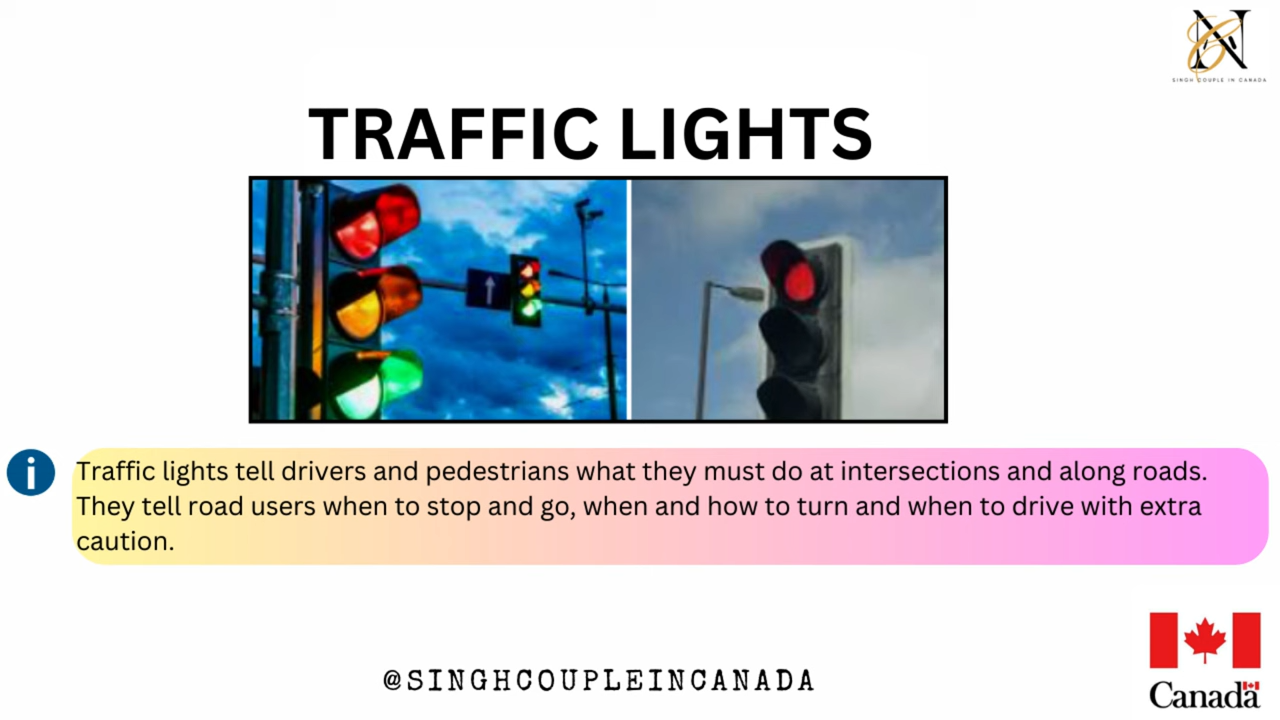 SINGH COUPLE IN CANADA
TRAFFIC LIGHTS
i
Traffic lights tell drivers and pedestrians what they must do at intersections and along roads.
They tell road users when to stop and go, when and how to turn and when to drive with extra
caution.
@SINGHCOUPLEINCANADA
Canada